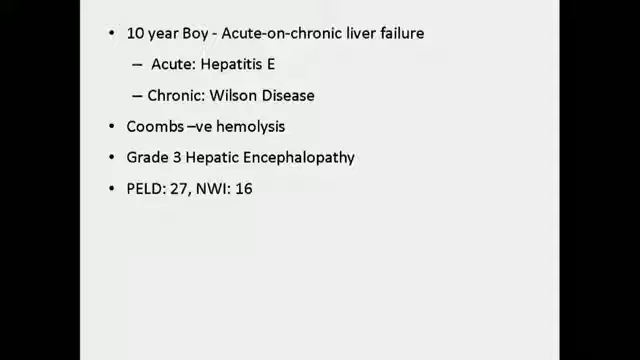 • 10 year Boy - Acute-on-chronic liver failure
– Acute: Hepatitis E
– Chronic: Wilson Disease
• Coombs –ve hemolysis
• Grade 3 Hepatic Encephalopathy
• PELD: 27, NWI: 16